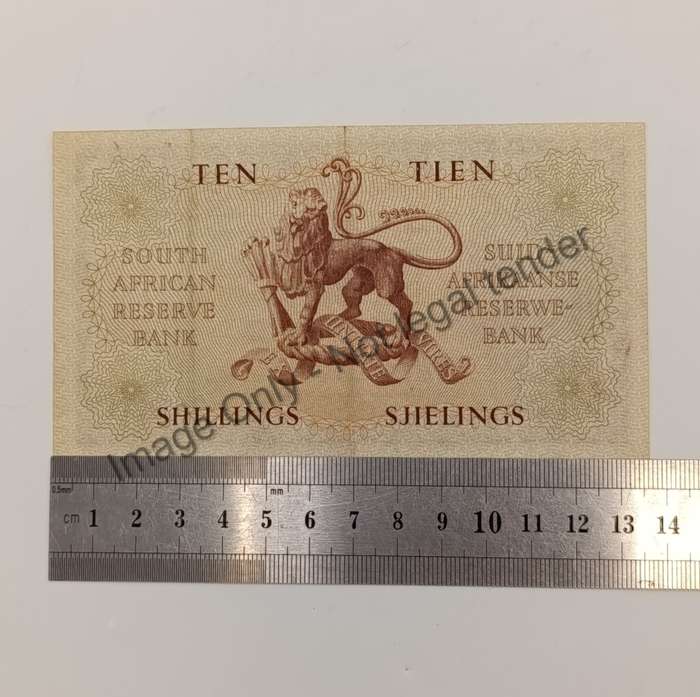 TEN TIEN
SOUTH
AFRICAN
RESERVE
BANK
SUID-
AFRIKAANSE
RESERWE-
BANK
SHILLINGS SJIELINGS
Image Only - Not legal tender
0.5mm
mm
cm 1 2 3 4 5 6 7 8 9 10 11 12 13 14